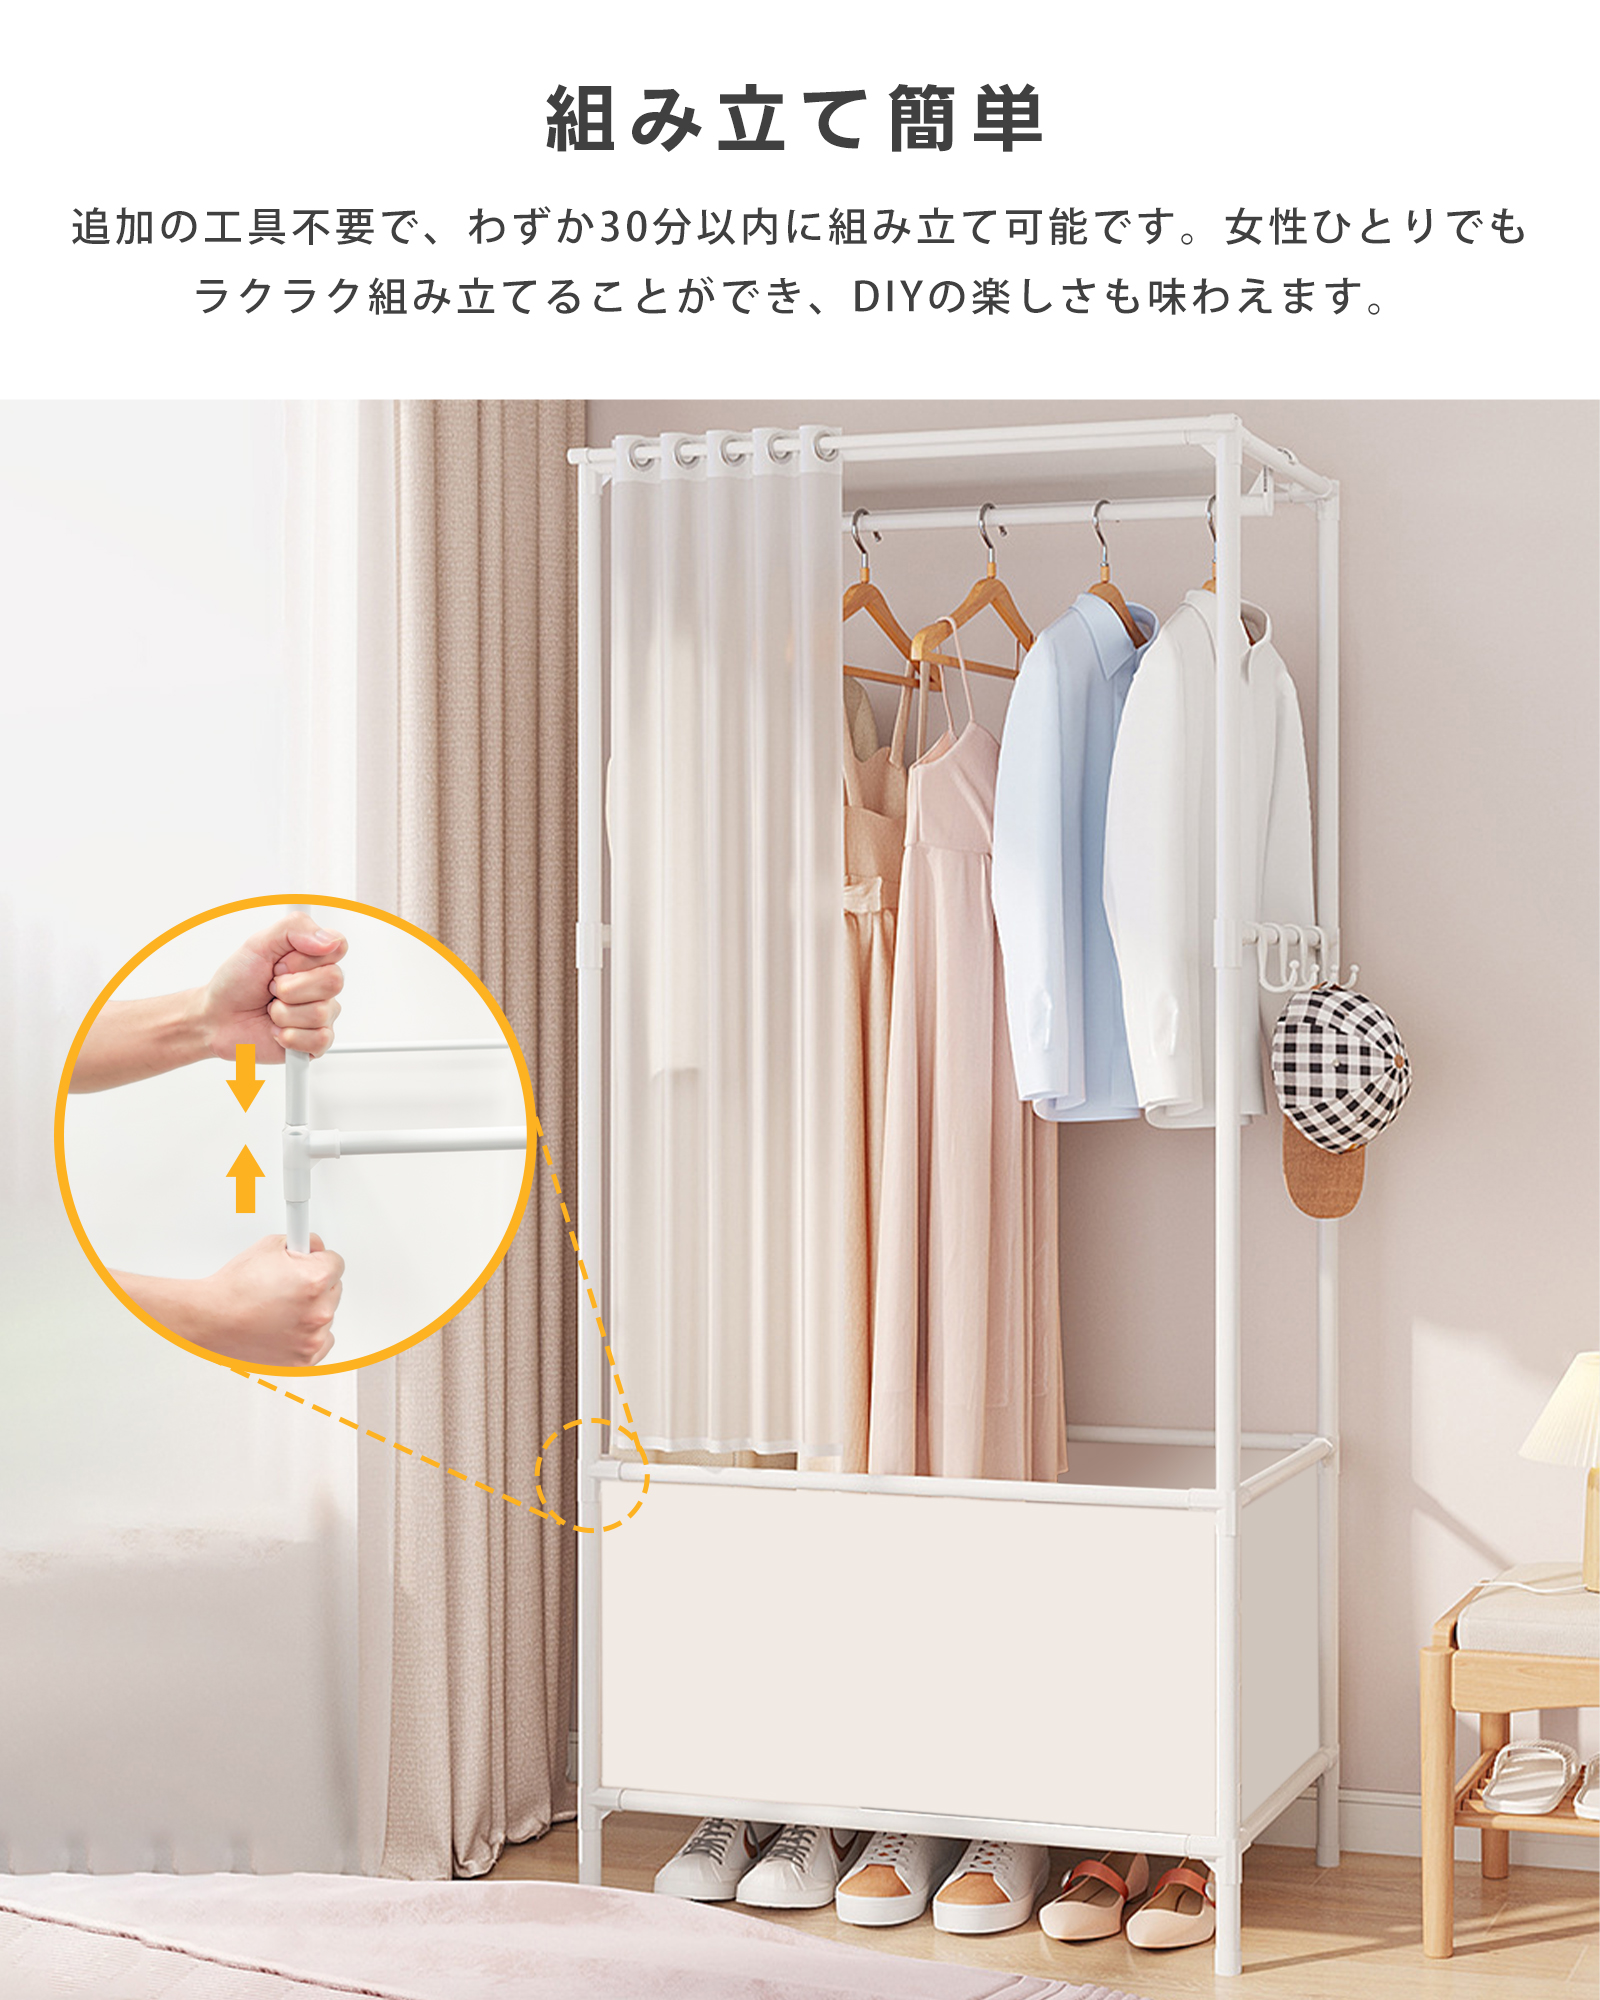 組み立て簡単
追加の工具不要で、わずか30分以内に組み立て可能です。女性ひとりでも
ラクラク組み立てることができ、DIYの楽しさも味わえます。